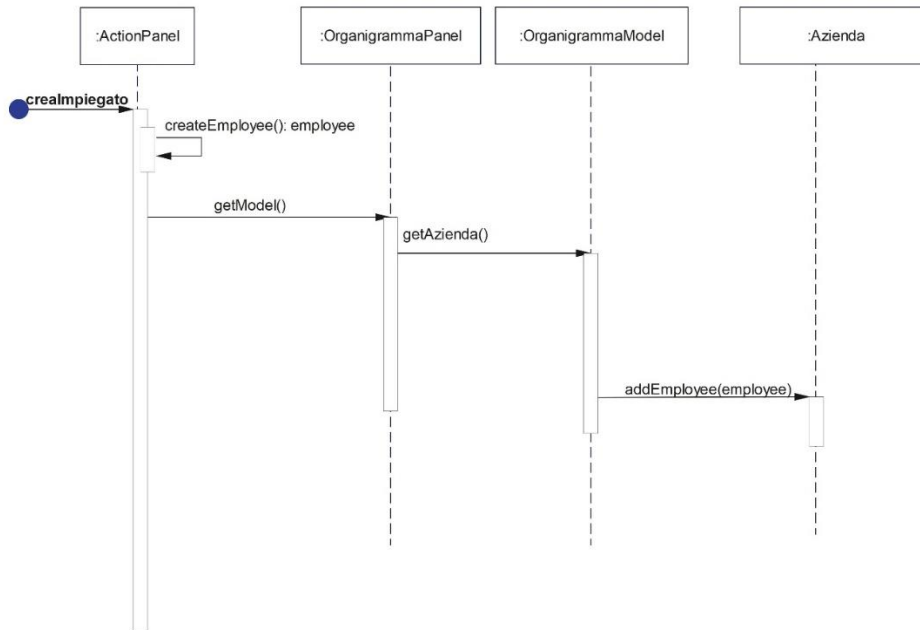 :ActionPanel
:OrganigrammaPanel
:OrganigrammaModel
:Azienda
creaImpiegato
createEmployee(): employee
getModel()
getAzienda()
addEmployee(employee)